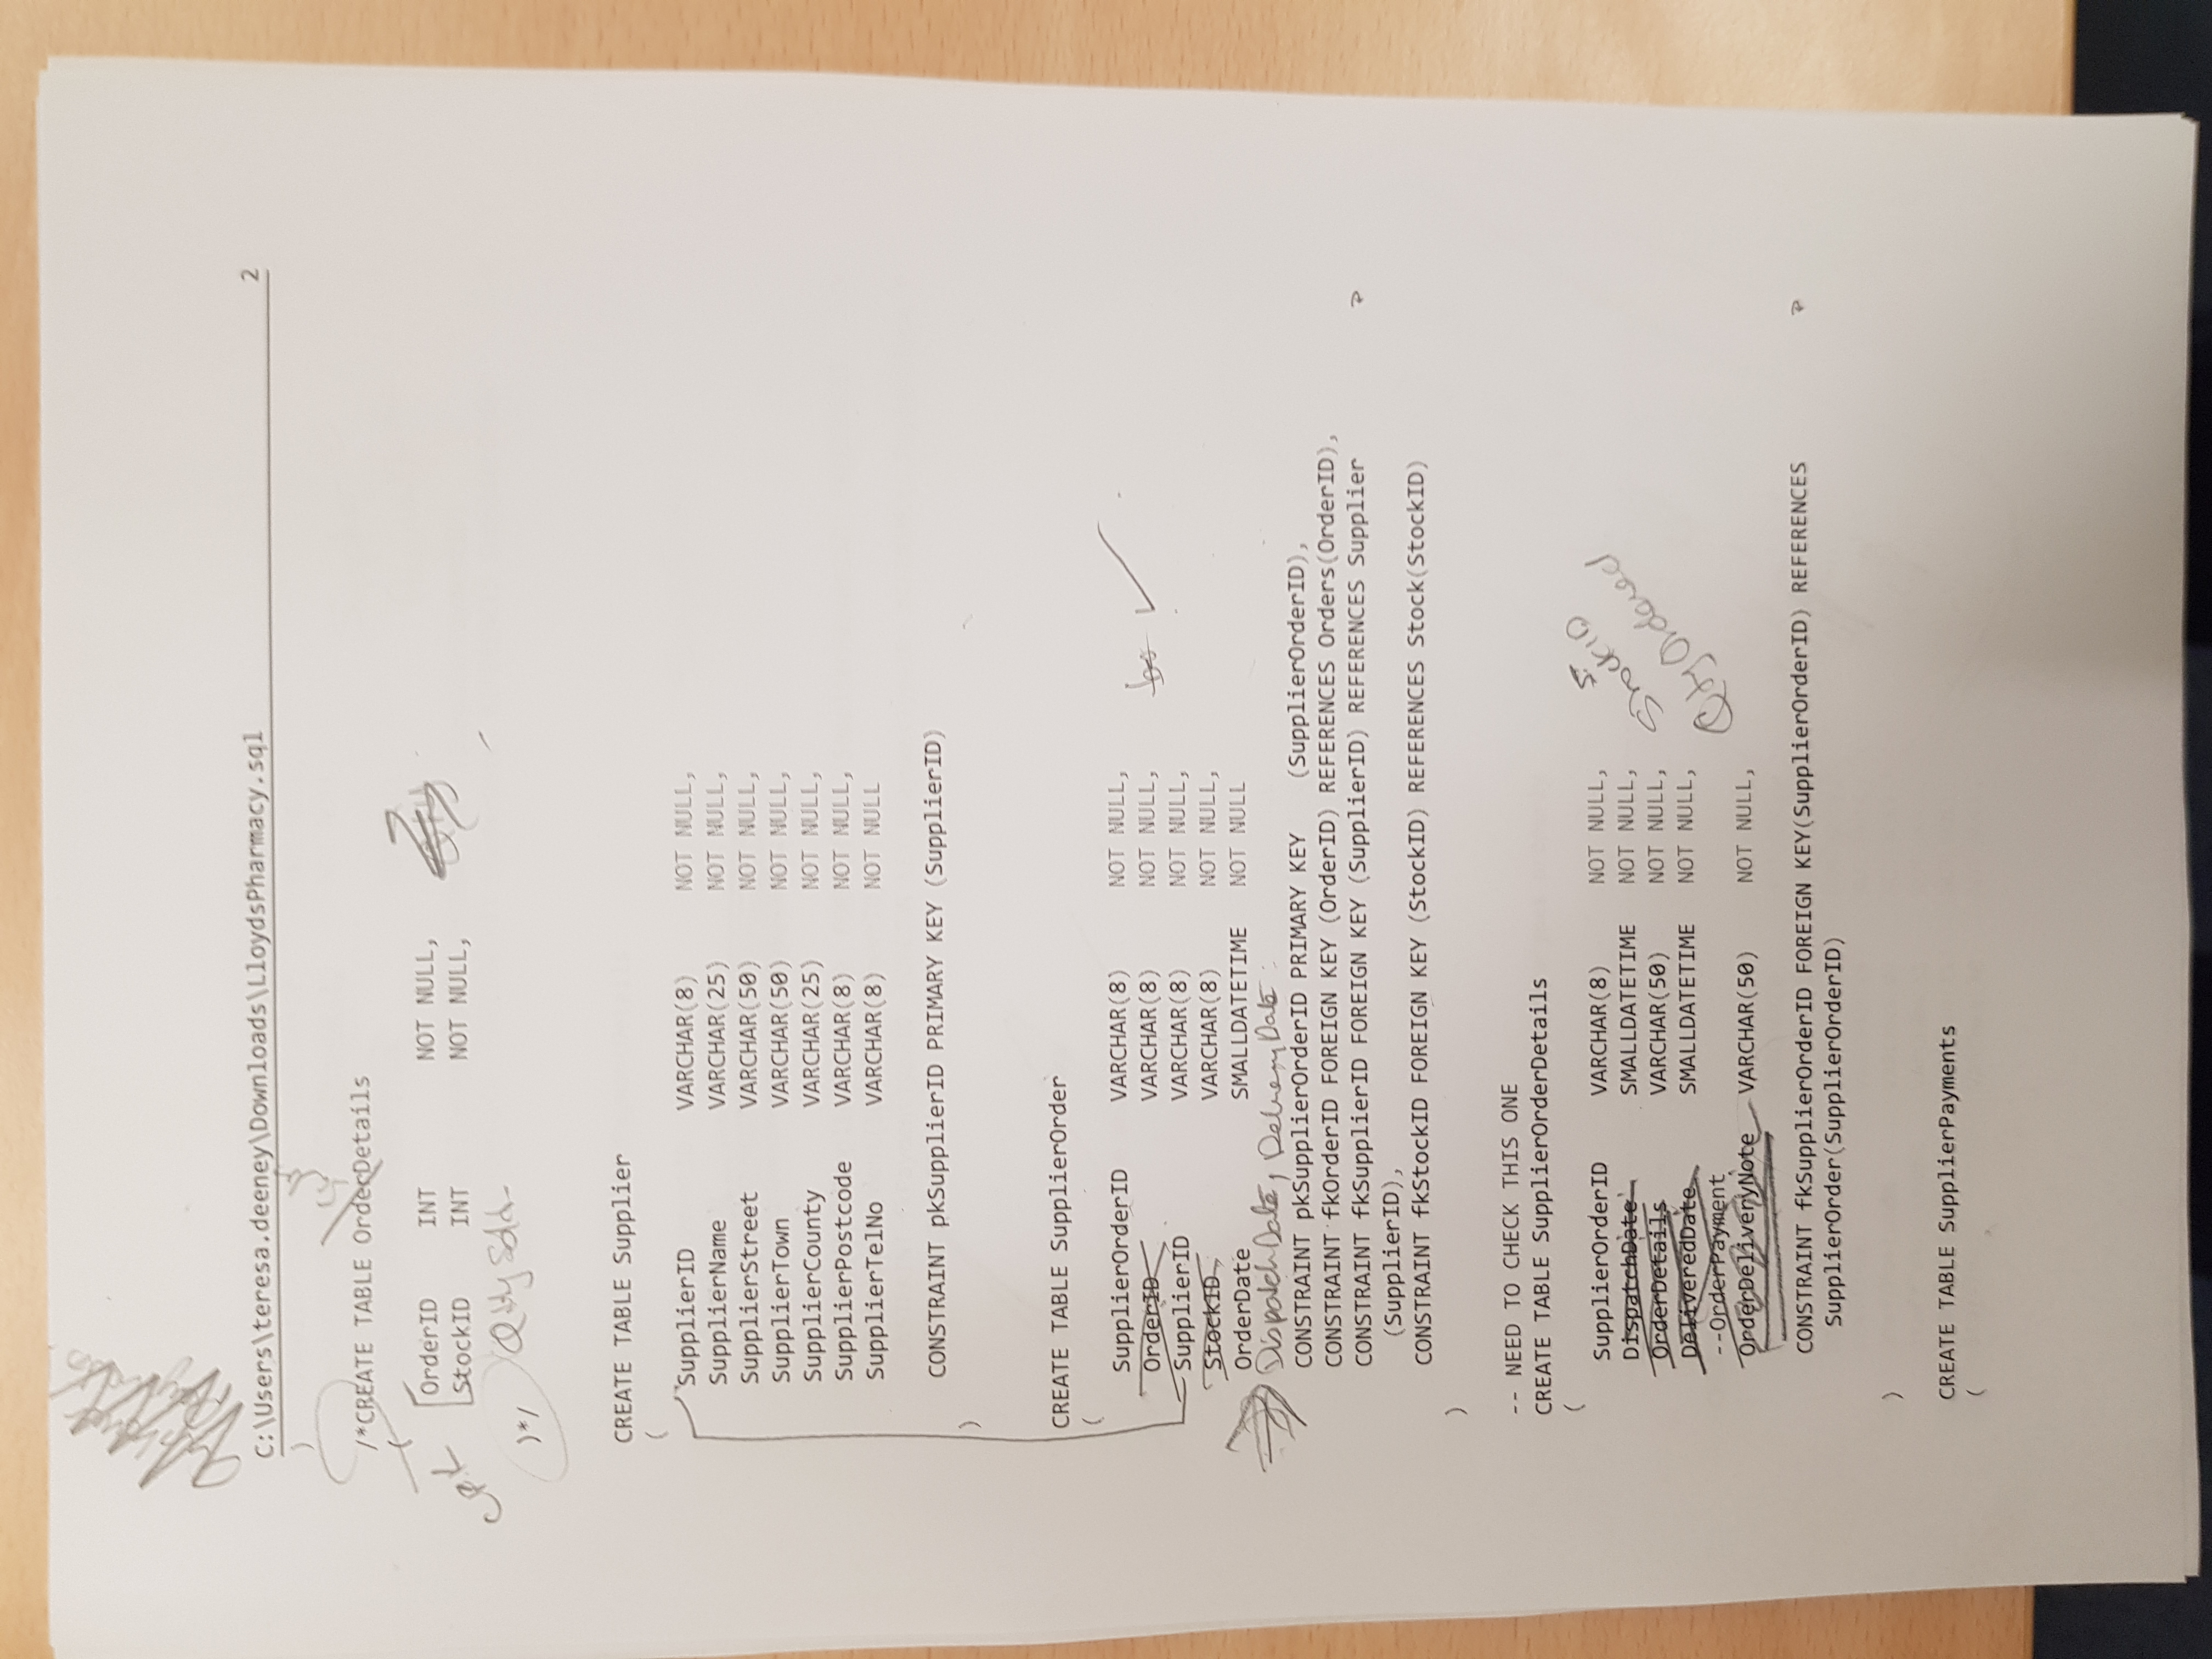 C:\Users\teresa.deeney\Downloads\LloydsPharmacy.sql 2
)
/*CREATE TABLE OrderDetails
(
OrderID INT NOT NULL,
StockID INT NOT NULL,
Qty Sold
)*/
CREATE TABLE Supplier
(
SupplierID VARCHAR(8) NOT NULL,
SupplierName VARCHAR(25) NOT NULL,
SupplierStreet VARCHAR(50) NOT NULL,
SupplierTown VARCHAR(50) NOT NULL,
SupplierCounty VARCHAR(25) NOT NULL,
SupplierPostcode VARCHAR(8) NOT NULL,
SupplierTelNo VARCHAR(8) NOT NULL
CONSTRAINT pkSupplierID PRIMARY KEY (SupplierID)
)
CREATE TABLE SupplierOrder
(
SupplierOrderID VARCHAR(8) NOT NULL,
OrderID VARCHAR(8) NOT NULL,
SupplierID VARCHAR(8) NOT NULL,
StockID VARCHAR(8) NOT NULL,
OrderDate SMALLDATETIME NOT NULL
DispatchDate, DeliveryDate
CONSTRAINT pkSupplierOrderID PRIMARY KEY (SupplierOrderID),
CONSTRAINT fkOrderID FOREIGN KEY (OrderID) REFERENCES Orders(OrderID),
CONSTRAINT fkSupplierID FOREIGN KEY (SupplierID) REFERENCES Supplier
(SupplierID),
CONSTRAINT fkStockID FOREIGN KEY (StockID) REFERENCES Stock(StockID)
)
-- NEED TO CHECK THIS ONE
CREATE TABLE SupplierOrderDetails
(
SupplierOrderID VARCHAR(8) NOT NULL,
DispatchDate SMALLDATETIME NOT NULL,
OrderDetails VARCHAR(50) NOT NULL,
DeliveredDate SMALLDATETIME NOT NULL,
--OrderPayment
OrderDeliveryNote VARCHAR(50) NOT NULL,
StockID
Qty Ordered
CONSTRAINT fkSupplierOrderID FOREIGN KEY(SupplierOrderID) REFERENCES
SupplierOrder(SupplierOrderID)
)
CREATE TABLE SupplierPayments
(